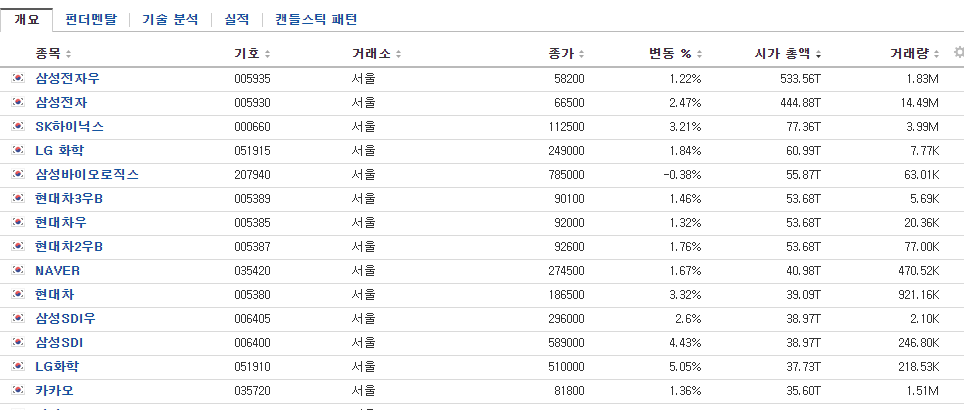 개요 펀더멘탈 기술 분석 실적 캔들스틱 패턴
종목 기호 거래소 종가 변동 % 시가 총액 거래량
삼성전자우 005935 서울 58200 1.22% 533.56T 1.83M
삼성전자 005930 서울 66500 2.47% 444.88T 14.49M
SK하이닉스 000660 서울 112500 3.21% 77.36T 3.99M
LG 화학 051915 서울 249000 1.84% 60.99T 7.77K
삼성바이오로직스 207940 서울 785000 -0.38% 55.87T 63.01K
현대차3우B 005389 서울 90100 1.46% 53.68T 5.69K
현대차우 005385 서울 92000 1.32% 53.68T 20.36K
현대차2우B 005387 서울 92600 1.76% 53.68T 77.00K
NAVER 035420 서울 274500 1.67% 40.98T 470.52K
현대차 005380 서울 186500 3.32% 39.09T 921.16K
삼성SDI우 006405 서울 296000 2.6% 38.97T 2.10K
삼성SDI 006400 서울 589000 4.43% 38.97T 246.80K
LG화학 051910 서울 510000 5.05% 37.73T 218.53K
카카오 035720 서울 81800 1.36% 35.60T 1.51M